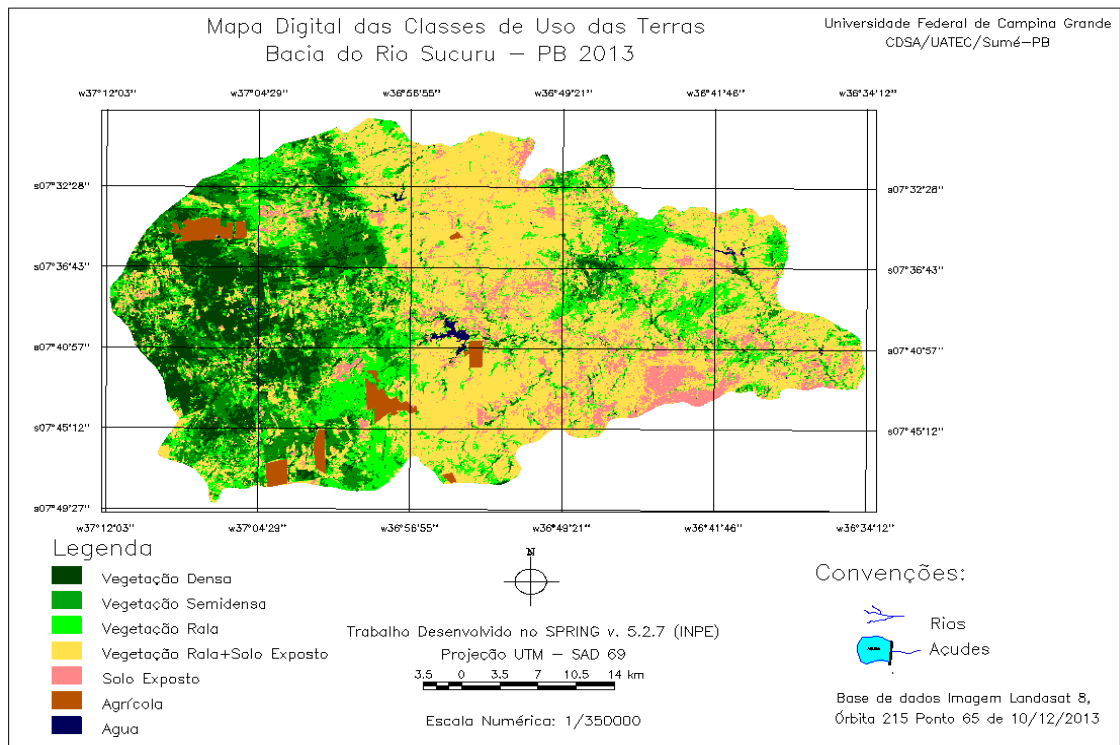 Mapa Digital das Classes de Uso das Terras
Bacia do Rio Sucuru – PB 2013
Universidade Federal de Campina Grande
CDSA/UATEC/Sumé–PB
w37°12'03'' w37°04'29'' w36°56'55'' w36°49'21'' w36°41'46'' w36°34'12''
s07°32'28'' s07°32'28''
s07°36'43'' s07°36'43''
s07°40'57'' s07°40'57''
s07°45'12'' s07°45'12''
s07°49'27''
w37°12'03'' w37°04'29'' w36°56'55'' w36°49'21'' w36°41'46'' w36°34'12''
Legenda
Vegetação Densa
Vegetação Semidensa
Vegetação Rala
Vegetação Rala+Solo Exposto
Solo Exposto
Agrícola
Agua
N
Trabalho Desenvolvido no SPRING v. 5.2.7 (INPE)
Projeção UTM – SAD 69
3.5 0 3.5 7 10.5 14 km
Escala Numérica: 1/350000
Convenções:
Rios
Açudes
Base de dados Imagem Landasat 8,
Órbita 215 Ponto 65 de 10/12/2013